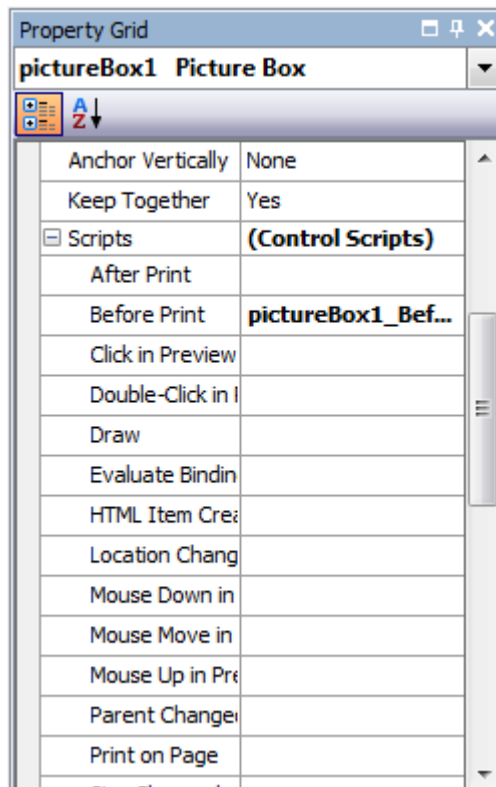 Property Grid
pictureBox1 Picture Box
A
Z
Anchor Vertically None
Keep Together Yes
Scripts (Control Scripts)
After Print
Before Print pictureBox1_Bef...
Click in Preview
Double-Click in
Draw
Evaluate Bindin
HTML Item Crea
Location Chang
Mouse Down in
Mouse Move in
Mouse Up in Pre
Parent Change
Print on Page